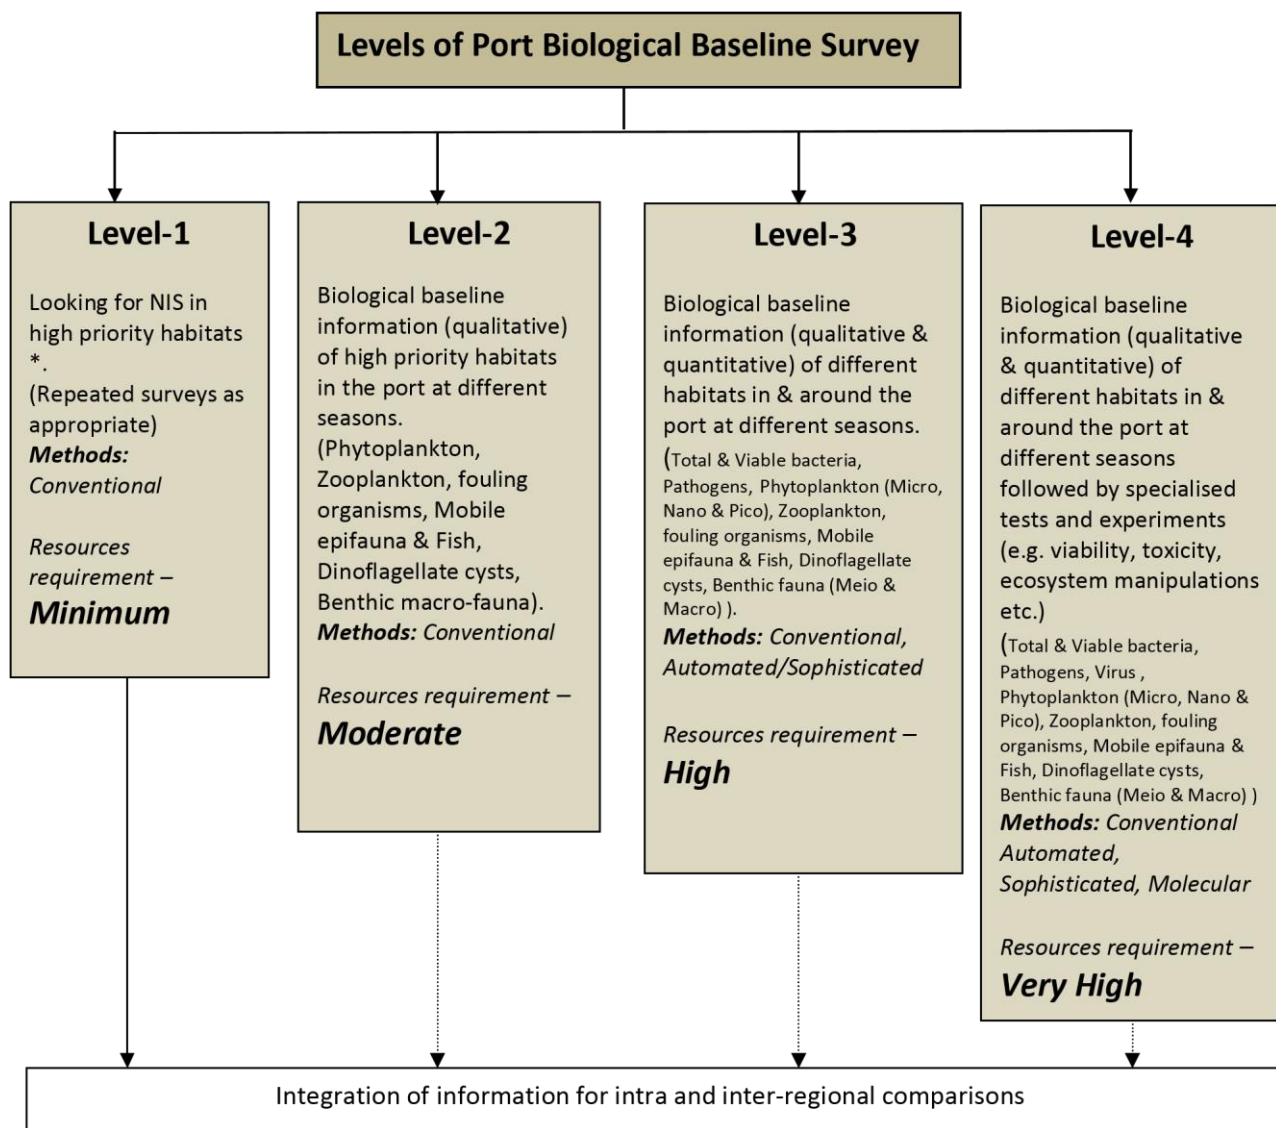 Levels of Port Biological Baseline Survey
Level-1
Looking for NIS in
high priority habitats
*.
(Repeated surveys as
appropriate)
Methods:
Conventional
Resources
requirement –
Minimum
Level-2
Biological baseline
information (qualitative)
of high priority habitats
in the port at different
seasons.
(Phytoplankton,
Zooplankton, fouling
organisms, Mobile
epifauna & Fish,
Dinoflagellate cysts,
Benthic macro-fauna).
Methods: Conventional
Resources requirement –
Moderate
Level-3
Biological baseline
information (qualitative
& quantitative) of different
habitats in & around the
port at different seasons.
(Total & Viable bacteria,
Pathogens, Phytoplankton (Micro,
Nano & Pico), Zooplankton,
fouling organisms, Mobile
epifauna & Fish, Dinoflagellate
cysts, Benthic fauna (Meio &
Macro) ).
Methods: Conventional,
Automated/Sophisticated
Resources requirement –
High
Level-4
Biological baseline
information (qualitative
& quantitative) of
different habitats in &
around the port at
different seasons
followed by specialised
tests and experiments
(e.g. viability, toxicity,
ecosystem manipulations
etc.)
(Total & Viable bacteria,
Pathogens, Virus ,
Phytoplankton (Micro, Nano &
Pico), Zooplankton, fouling
organisms, Mobile epifauna &
Fish, Dinoflagellate cysts,
Benthic fauna (Meio & Macro) )
Methods: Conventional
Automated,
Sophisticated, Molecular
Resources requirement –
Very High
Integration of information for intra and inter-regional comparisons